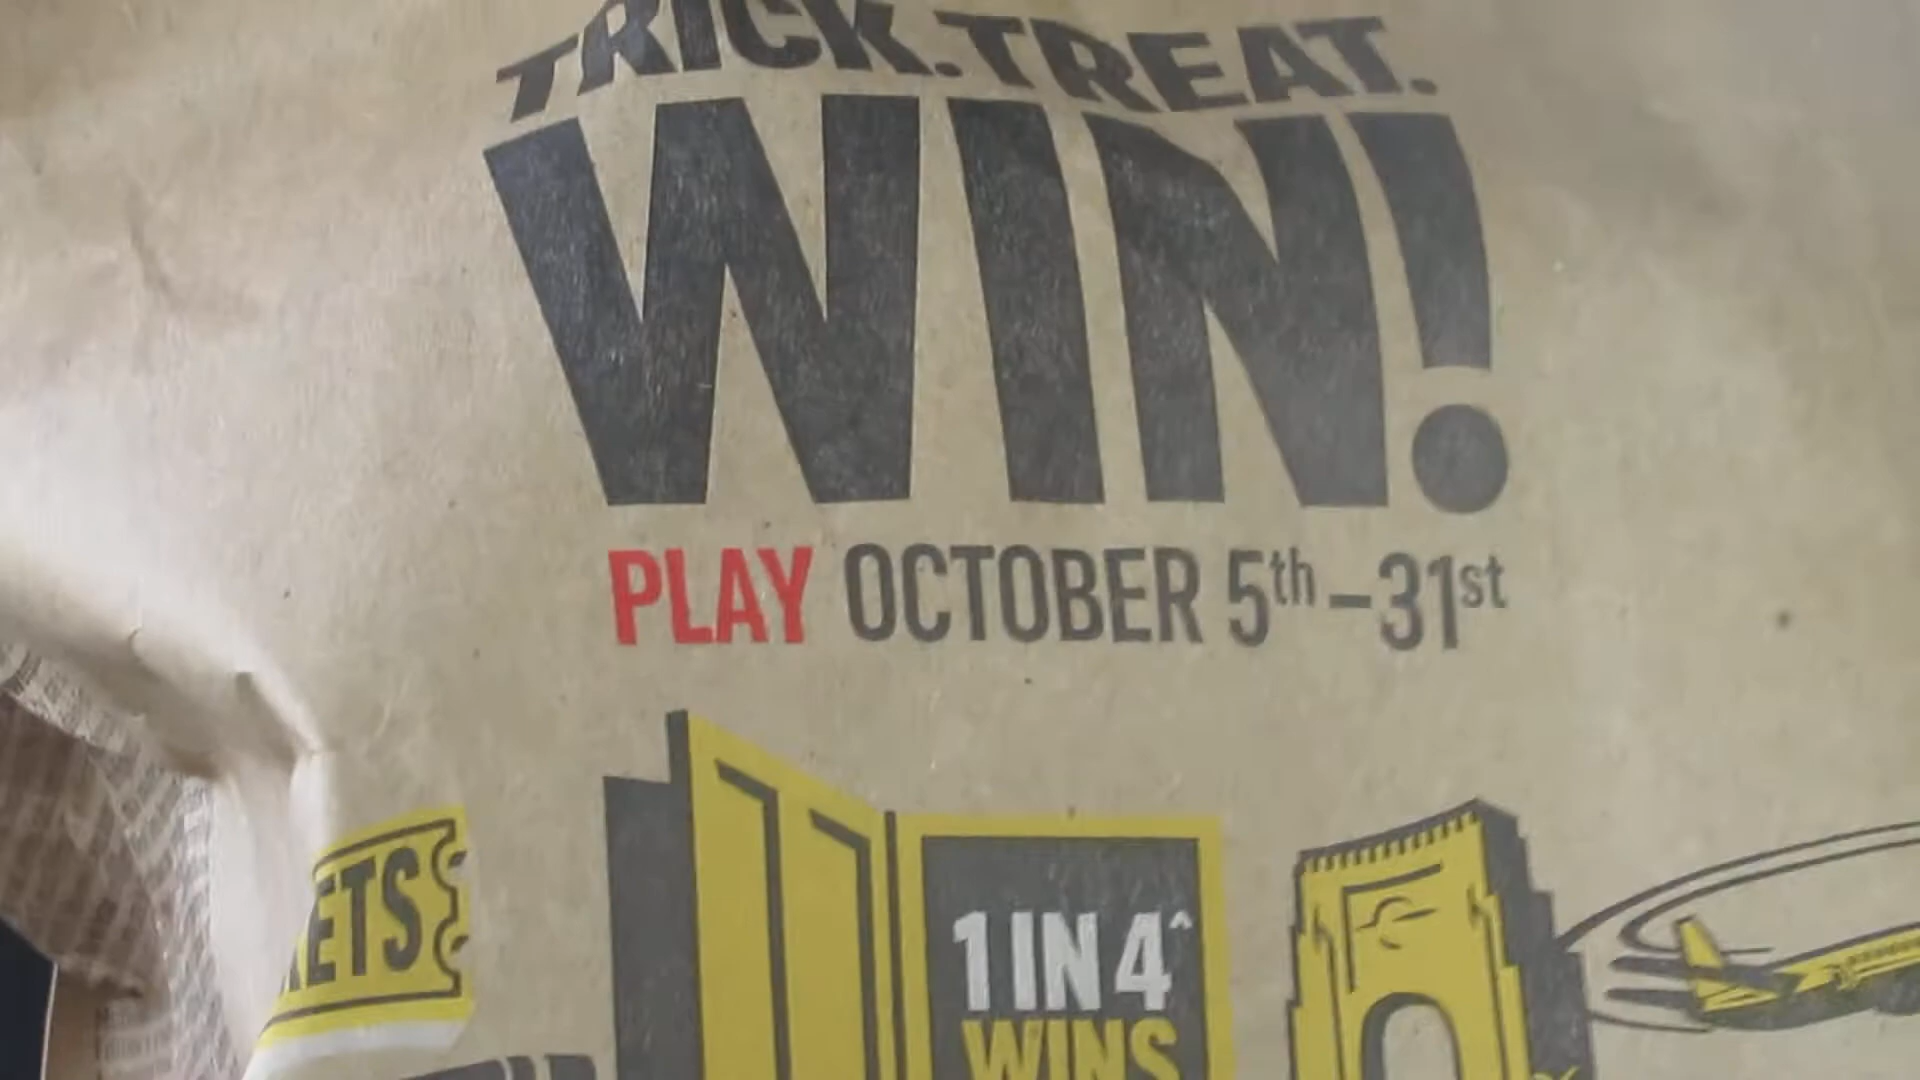 TRICK.TREAT.
WIN!
PLAY OCTOBER 5th–31st
KETS
1 IN 4^
WINS